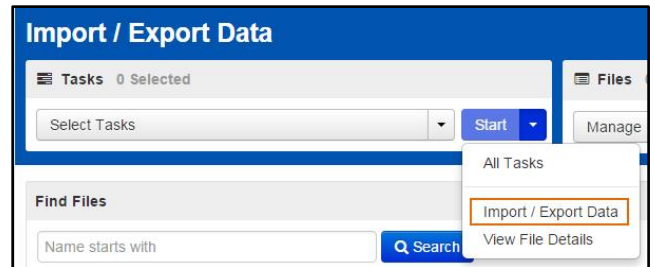 Import / Export Data
Tasks 0 Selected
Files
Select Tasks
Start
Manage
All Tasks
Import / Export Data
View File Details
Find Files
Name starts with
Search